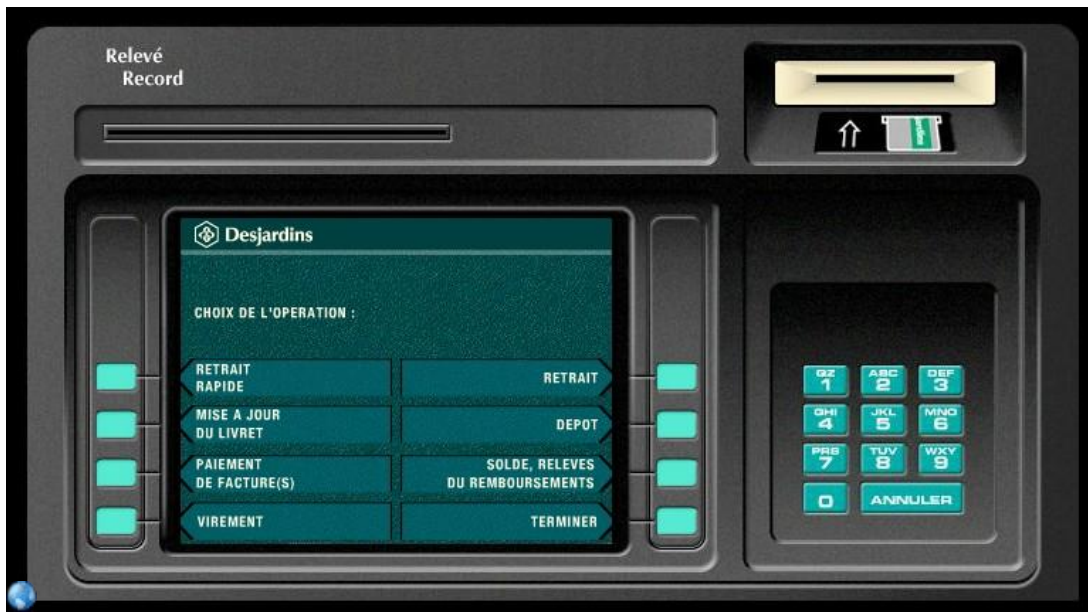 Relevé
Record
Desjardins
CHOIX DE L'OPERATION :
RETRAIT
RAPIDE
RETRAIT
MISE A JOUR
DU LIVRET
DEPOT
PAIEMENT
DE FACTURE(S)
SOLDE, RELEVES
DU REMBOURSEMENTS
VIREMENT
TERMINER
QZ ABC DEF
1 2 3
GHI JKL MNO
4 5 6
PRS TUV WXY
7 8 9
0 ANNULER